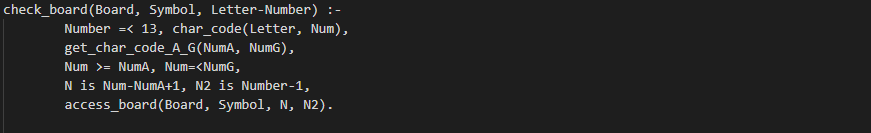 check_board(Board, Symbol, Letter-Number) :-
Number =< 13, char_code(Letter, Num),
get_char_code_A_G(NumA, NumG),
Num >= NumA, Num=<NumG,
N is Num-NumA+1, N2 is Number-1,
access_board(Board, Symbol, N, N2).